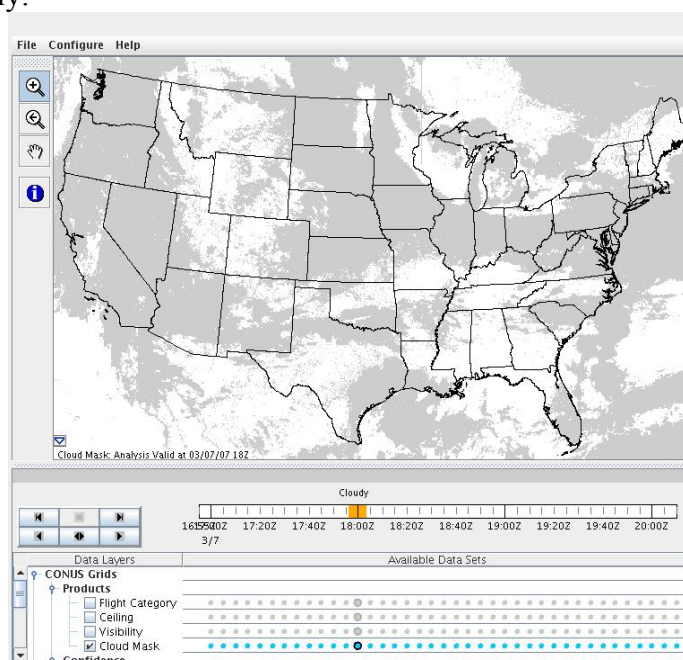 ry.
File Configure Help
Cloud Mask: Analysis Valid at 03/07/07 18Z
Cloudy
17:20Z 17:40Z 18:00Z 18:20Z 18:40Z 19:00Z 19:20Z 19:40Z 20:00Z
3/7
Data Layers Available Data Sets
CONUS Grids
Products
Flight Category
Ceiling
Visibility
Cloud Mask
Confidence